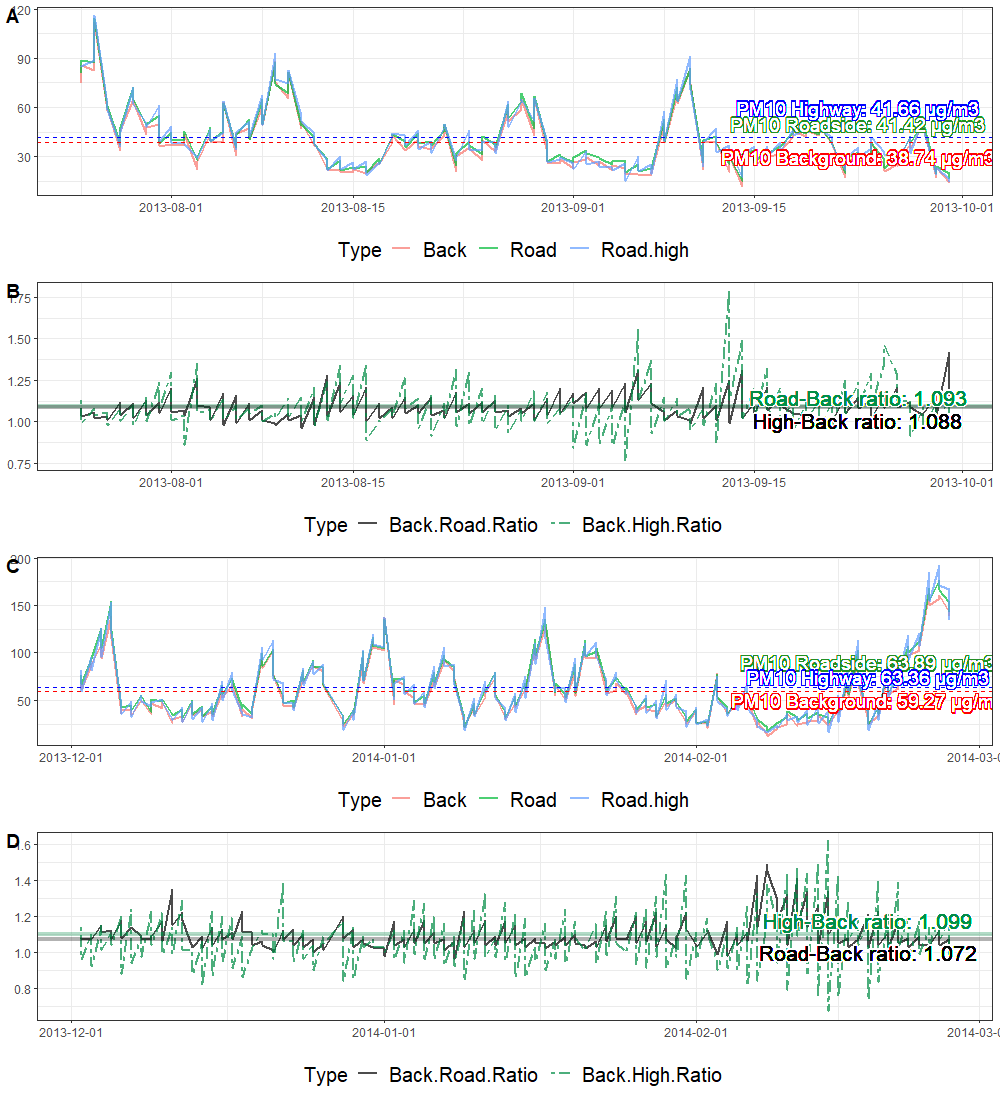 A
120
90
60
30
PM10 Highway: 41.66 µg/m3
PM10 Roadside: 41.42 µg/m3
PM10 Background: 38.74 µg/m3
2013-08-01 2013-08-15 2013-09-01 2013-09-15 2013-10-01
Type Back Road Road.high
B
1.75
1.50
1.25
1.00
0.75
Road-Back ratio: 1.093
High-Back ratio: 1.088
2013-08-01 2013-08-15 2013-09-01 2013-09-15 2013-10-01
Type Back.Road.Ratio Back.High.Ratio
C
200
150
100
50
PM10 Roadside: 63.89 µg/m3
PM10 Highway: 63.36 µg/m3
PM10 Background: 59.27 µg/m
2013-12-01 2014-01-01 2014-02-01 2014-03-0
Type Back Road Road.high
D
1.6
1.4
1.2
1.0
0.8
High-Back ratio: 1.099
Road-Back ratio: 1.072
2013-12-01 2014-01-01 2014-02-01 2014-03-0
Type Back.Road.Ratio Back.High.Ratio